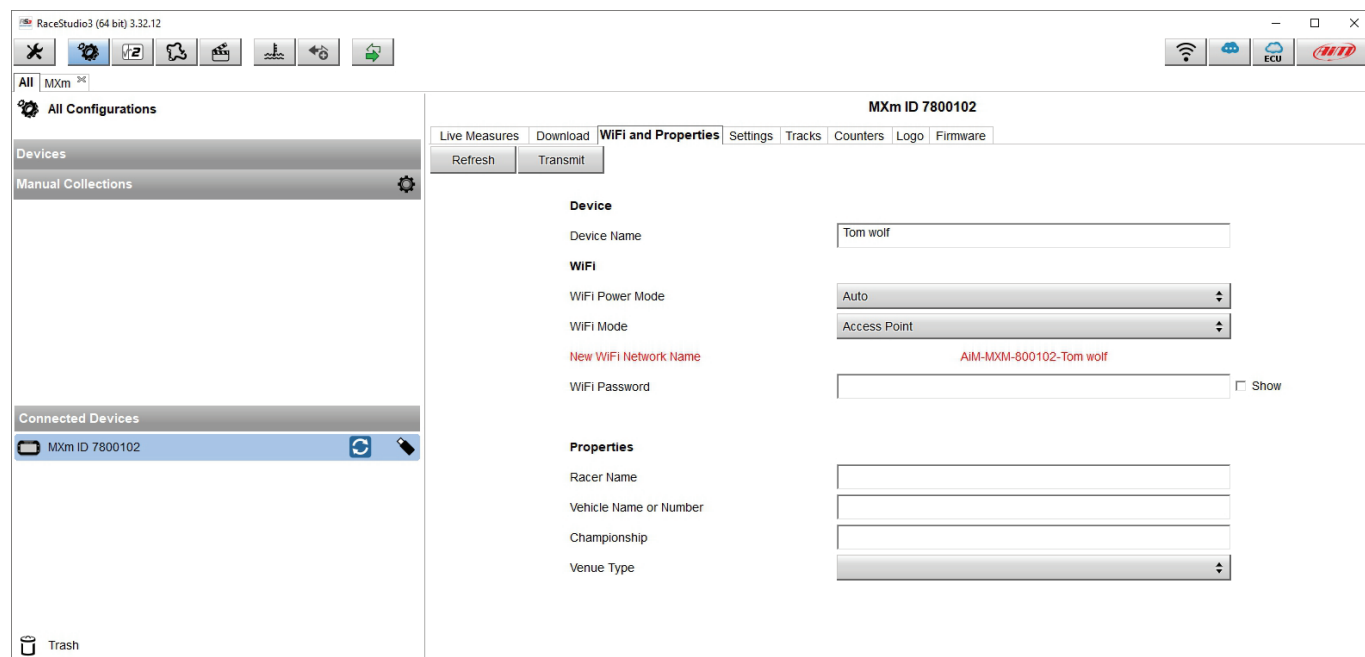 RaceStudio3 (64 bit) 3.32.12
ECU
AiM
All MXm
All Configurations
MXm ID 7800102
Live Measures Download WiFi and Properties Settings Tracks Counters Logo Firmware
Devices
Refresh Transmit
Manual Collections
Device
Device Name Tom wolf
WiFi
WiFi Power Mode Auto
WiFi Mode Access Point
New WiFi Network Name AiM-MXM-800102-Tom wolf
WiFi Password Show
Connected Devices
MXm ID 7800102
Properties
Racer Name
Vehicle Name or Number
Championship
Venue Type
Trash